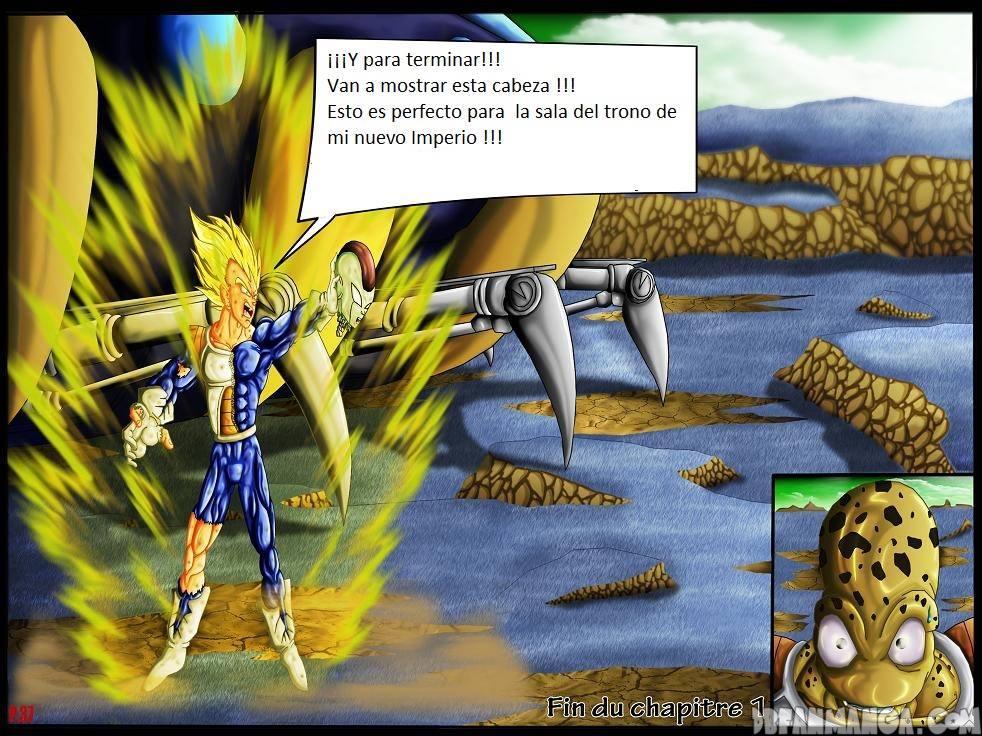 ¡¡¡Y para terminar!!!
Van a mostrar esta cabeza !!!
Esto es perfecto para  la sala del trono de
mi nuevo Imperio !!!
P.37
Fin du chapitre 1
DBFANMANGA.COM